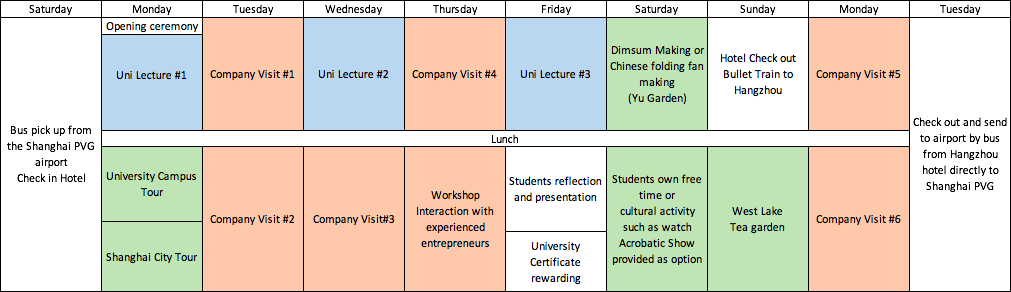 Saturday
Monday
Tuesday
Wednesday
Thursday
Friday
Saturday
Sunday
Monday
Tuesday
Bus pick up from
the Shanghai PVG
airport
Check in Hotel
Opening ceremony
Uni Lecture #1
Company Visit #1
Uni Lecture #2
Company Visit #4
Uni Lecture #3
Dimsum Making or
Chinese folding fan
making
(Yu Garden)
Hotel Check out
Bullet Train to
Hangzhou
Company Visit #5
Check out and send
to airport by bus
from Hangzhou
hotel directly to
Shanghai PVG
Lunch
University Campus
Tour
Shanghai City Tour
Company Visit #2
Company Visit#3
Workshop
Interaction with
experienced
entrepreneurs
Students reflection
and presentation
University
Certificate
rewarding
Students own free
time or
cultural activity
such as watch
Acrobatic Show
provided as option
West Lake
Tea garden
Company Visit #6